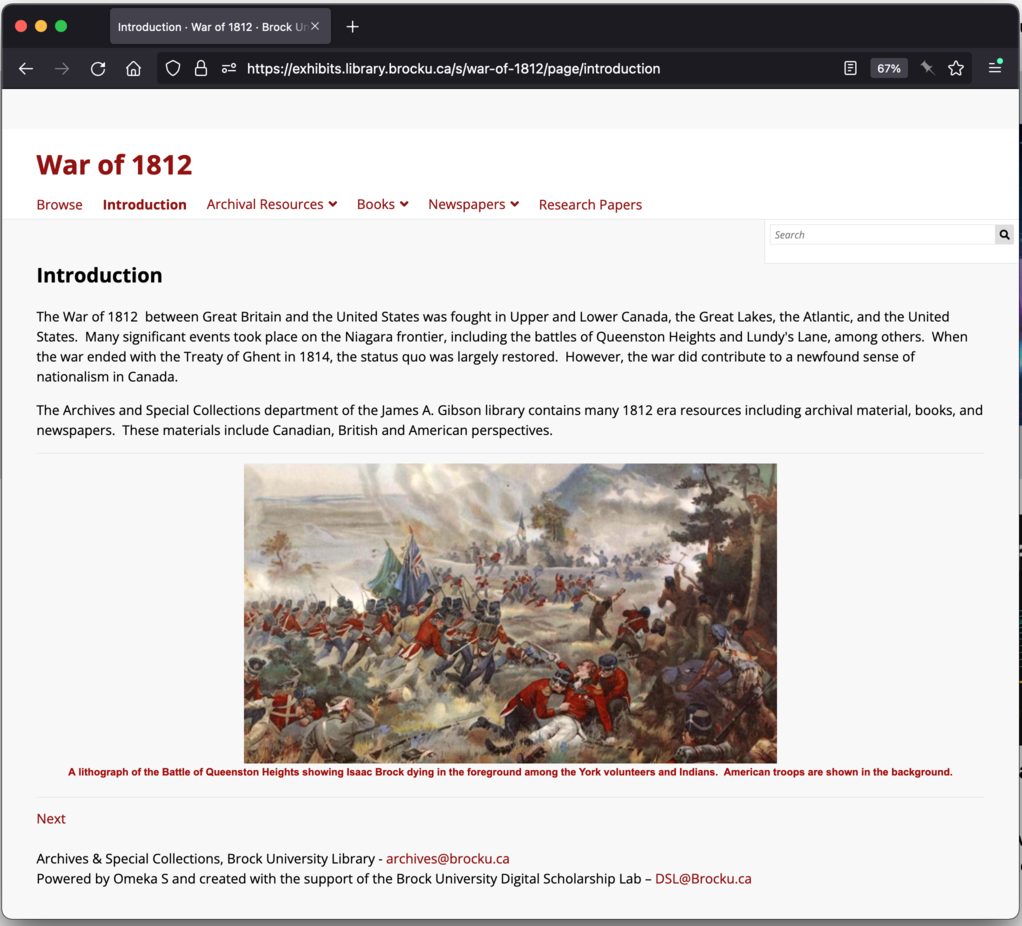 Introduction · War of 1812 · Brock Un
https://exhibits.library.brocku.ca/s/war-of-1812/page/introduction
67%
War of 1812
Browse Introduction Archival Resources Books Newspapers Research Papers
Search
Introduction
The War of 1812  between Great Britain and the United States was fought in Upper and Lower Canada, the Great Lakes, the Atlantic, and the United
States.  Many significant events took place on the Niagara frontier, including the battles of Queenston Heights and Lundy's Lane, among others.  When
the war ended with the Treaty of Ghent in 1814, the status quo was largely restored.  However, the war did contribute to a newfound sense of
nationalism in Canada.
The Archives and Special Collections department of the James A. Gibson library contains many 1812 era resources including archival material, books, and
newspapers.  These materials include Canadian, British and American perspectives.
A lithograph of the Battle of Queenston Heights showing Isaac Brock dying in the foreground among the York volunteers and Indians.  American troops are shown in the background.
Next
Archives & Special Collections, Brock University Library - archives@brocku.ca
Powered by Omeka S and created with the support of the Brock University Digital Scholarship Lab – DSL@Brocku.ca